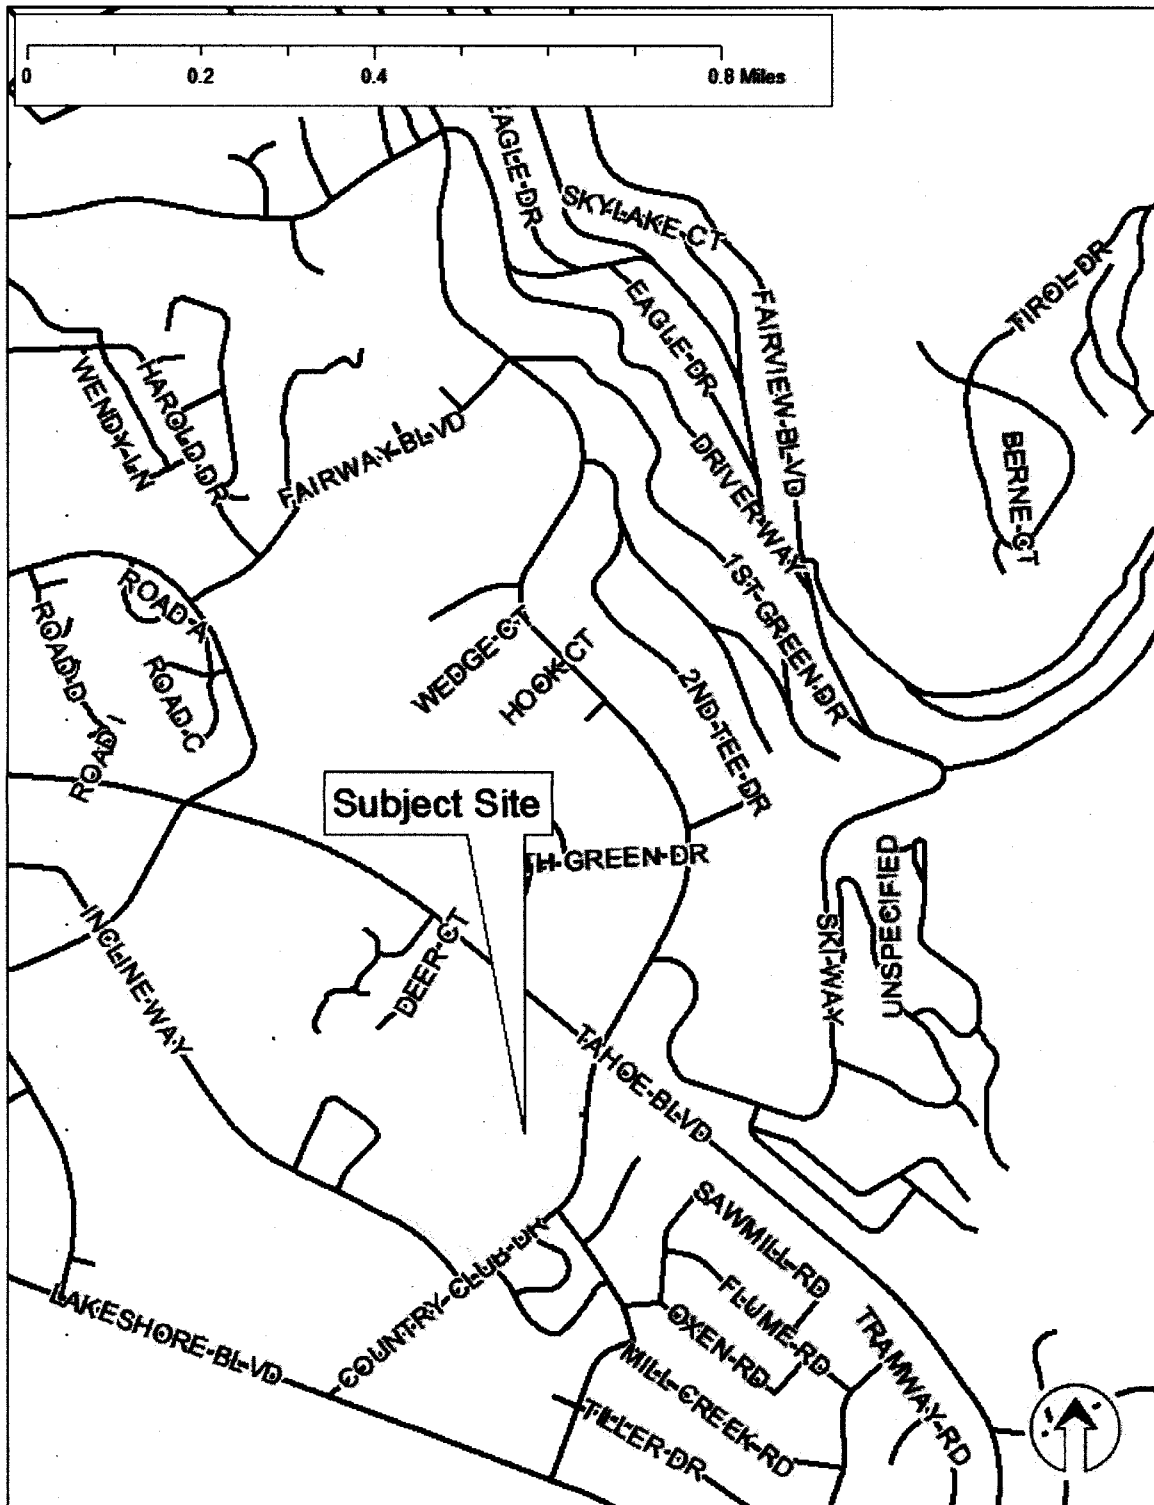 0 0.2 0.4 0.8 Miles
EAGLE DR
SKYLAKE CT
TIROL DR
EAGLE DR
FAIRVIEW BLVD
WENDY LN
HAROLD DR
FAIRWAY BLVD
DRIVER WAY
BERNE CT
1ST GREEN DR
ROAD A
ROAD D
ROAD C
ROAD
WEDGE CT
HOOK CT
2ND TEE DR
Subject Site
TH GREEN DR
UNSPECIFIED
SKI WAY
DEER CT
INCLINE WAY
TAHOE BLVD
SAWMILL RD
COUNTRY CLUB DR
FLUME RD
OXEN RD
LAKESHORE BLVD
TRAMWAY RD
MILL CREEK RD
TILLER DR